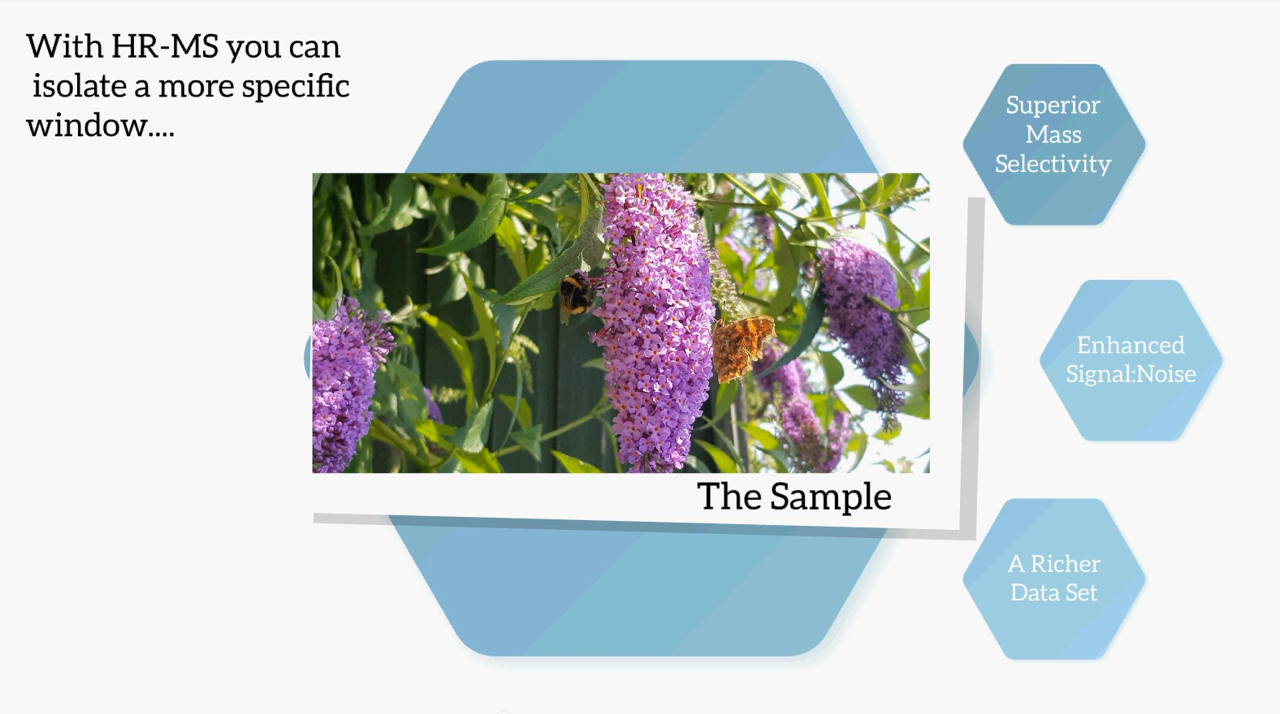 With HR-MS you can
isolate a more specific
window....
Superior
Mass
Selectivity
Enhanced
Signal:Noise
The Sample
A Richer
Data Set